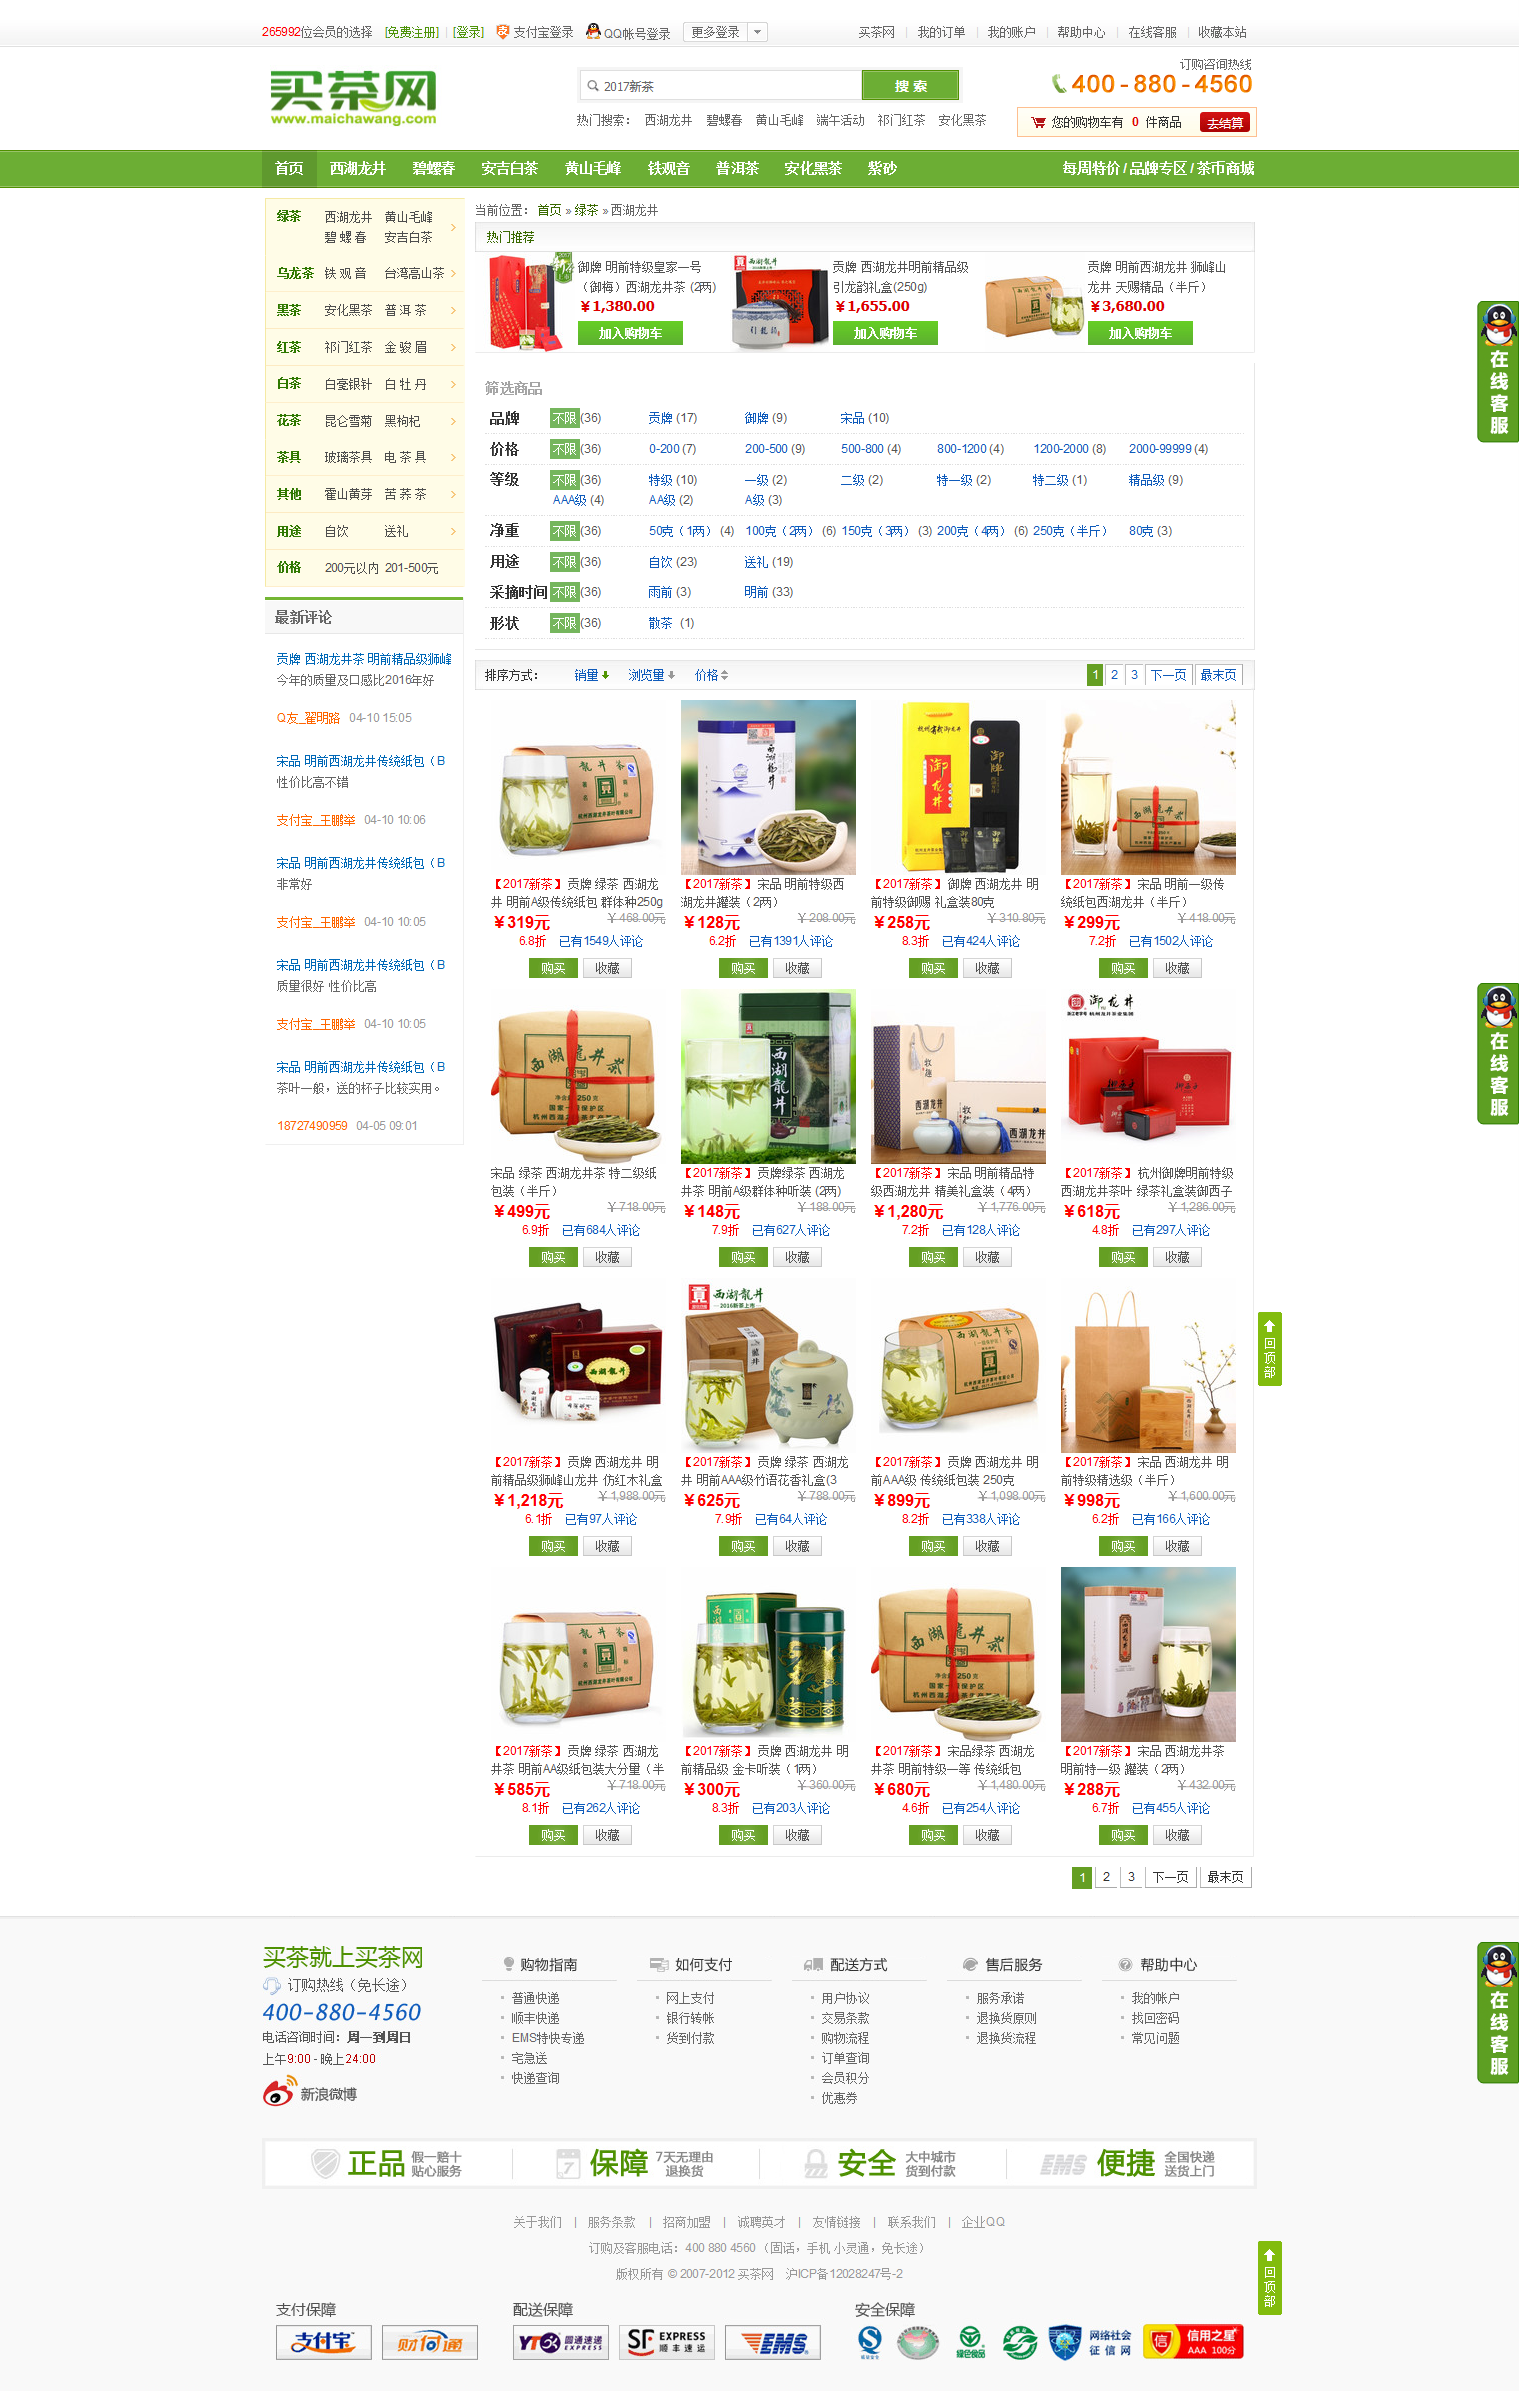 265992位会员的选择 [免费注册] | [登录] 支付宝登录 QQ帐号登录 更多登录
买茶网 | 我的订单 | 我的账户 | 帮助中心 | 在线客服 | 收藏本站
买茶网
www.maichawang.com
2017新茶 搜 索
热门搜索： 西湖龙井 碧螺春 黄山毛峰 端午活动 祁门红茶 安化黑茶
订购咨询热线
400 - 880 - 4560
您的购物车有 0 件商品 去结算
首页 西湖龙井 碧螺春 安吉白茶 黄山毛峰 铁观音 普洱茶 安化黑茶 紫砂 每周特价 / 品牌专区 / 茶币商城
绿茶 西湖龙井 黄山毛峰
碧 螺 春 安吉白茶
乌龙茶 铁 观 音 台湾高山茶
黑茶 安化黑茶 普 洱 茶
红茶 祁门红茶 金 骏 眉
白茶 白毫银针 白 牡 丹
花茶 昆仑雪菊 黑枸杞
茶具 玻璃茶具 电 茶 具
其他 霍山黄芽 苦 荞 茶
用途 自饮 送礼
价格 200元以内 201-500元
最新评论
贡牌 西湖龙井茶 明前精品级狮峰
今年的质量及口感比2016年好
Q友_翟明路 04-10 15:05
宋品 明前西湖龙井传统纸包（B
性价比高不错
支付宝_王鹏举 04-10 10:06
宋品 明前西湖龙井传统纸包（B
非常好
支付宝_王鹏举 04-10 10:05
宋品 明前西湖龙井传统纸包（B
质量很好 性价比高
支付宝_王鹏举 04-10 10:05
宋品 明前西湖龙井传统纸包（B
茶叶一般，送的杯子比较实用。
18727490959 04-05 09:01
当前位置： 首页 » 绿茶 » 西湖龙井
热门推荐
御牌 明前特级皇家一号
（御梅）西湖龙井茶 (2两)
￥1,380.00
加入购物车
贡牌 西湖龙井明前精品级
引龙韵礼盒(250g)
￥1,655.00
加入购物车
贡牌 明前西湖龙井 狮峰山
龙井 天赐精品（半斤）
￥3,680.00
加入购物车
筛选商品
品牌 不限(36) 贡牌 (17) 御牌 (9) 宋品 (10)
价格 不限(36) 0-200 (7) 200-500 (9) 500-800 (4) 800-1200 (4) 1200-2000 (8) 2000-99999 (4)
等级 不限(36) 特级 (10) 一级 (2) 二级 (2) 特一级 (2) 特二级 (1) 精品级 (9)
AAA级 (4) AA级 (2) A级 (3)
净重 不限(36) 50克（1两） (4) 100克（2两） (6) 150克（3两） (3) 200克（4两） (6) 250克（半斤） 80克 (3)
用途 不限(36) 自饮 (23) 送礼 (19)
采摘时间 不限(36) 雨前 (3) 明前 (33)
形状 不限(36) 散茶 (1)
排序方式： 销量 浏览量 价格 1 2 3 下一页 最末页
【2017新茶】贡牌 绿茶 西湖龙
井 明前A级传统纸包 群体种250g
￥319元 ￥468.00元
6.8折 已有1549人评论
购买 收藏
【2017新茶】宋品 明前特级西
湖龙井罐装（2两）
￥128元 ￥208.00元
6.2折 已有1391人评论
购买 收藏
【2017新茶】御牌 西湖龙井 明
前特级御赐 礼盒装80克
￥258元 ￥310.80元
8.3折 已有424人评论
购买 收藏
【2017新茶】宋品 明前一级传
统纸包西湖龙井（半斤）
￥299元 ￥418.00元
7.2折 已有1502人评论
购买 收藏
宋品 绿茶 西湖龙井茶 特二级纸
包装（半斤）
￥499元 ￥718.00元
6.9折 已有684人评论
购买 收藏
【2017新茶】贡牌绿茶 西湖龙
井茶 明前A级群体种听装 (2两)
￥148元 ￥188.00元
7.9折 已有627人评论
购买 收藏
【2017新茶】宋品 明前精品特
级西湖龙井 精美礼盒装（4两）
￥1,280元 ￥1,776.00元
7.2折 已有128人评论
购买 收藏
【2017新茶】杭州御牌明前特级
西湖龙井茶叶 绿茶礼盒装御西子
￥618元 ￥1,286.00元
4.8折 已有297人评论
购买 收藏
【2017新茶】贡牌 西湖龙井 明
前精品级狮峰山龙井 仿红木礼盒
￥1,218元 ￥1,988.00元
6.1折 已有97人评论
购买 收藏
【2017新茶】贡牌 绿茶 西湖龙
井 明前AAA级竹语花香礼盒(3
￥625元 ￥788.00元
7.9折 已有64人评论
购买 收藏
【2017新茶】贡牌 西湖龙井 明
前AAA级 传统纸包装 250克
￥899元 ￥1,098.00元
8.2折 已有338人评论
购买 收藏
【2017新茶】宋品 西湖龙井 明
前特级精选级（半斤）
￥998元 ￥1,600.00元
6.2折 已有166人评论
购买 收藏
【2017新茶】贡牌 绿茶 西湖龙
井茶 明前AA级纸包装大分量（半
￥585元 ￥718.00元
8.1折 已有262人评论
购买 收藏
【2017新茶】贡牌 西湖龙井 明
前精品级 金卡听装（1两）
￥300元 ￥360.00元
8.3折 已有203人评论
购买 收藏
【2017新茶】宋品绿茶 西湖龙
井茶 明前特级一等 传统纸包
￥680元 ￥1,480.00元
4.6折 已有254人评论
购买 收藏
【2017新茶】宋品 西湖龙井茶
明前特一级 罐装（2两）
￥288元 ￥432.00元
6.7折 已有455人评论
购买 收藏
1 2 3 下一页 最末页
在线客服
在线客服
回顶部
在线客服
回顶部
买茶就上买茶网
订购热线（免长途）
400-880-4560
电话咨询时间：周一到周日
上午9:00 - 晚上24:00
新浪微博
购物指南
普通快递
顺丰快递
EMS特快专递
宅急送
快递查询
如何支付
网上支付
银行转帐
货到付款
配送方式
用户协议
交易条款
购物流程
订单查询
会员积分
优惠券
售后服务
服务承诺
退换货原则
退换货流程
帮助中心
我的帐户
找回密码
常见问题
正品 假一赔十 贴心服务
7 保障 7天无理由 退换货
安全 大中城市 货到付款
EMS 便捷 全国快递 送货上门
关于我们 | 服务条款 | 招商加盟 | 诚聘英才 | 友情链接 | 联系我们 | 企业QQ
订购及客服电话：400 880 4560（固话，手机 小灵通，免长途）
版权所有 © 2007-2012 买茶网 沪ICP备12028247号-2
支付保障 配送保障 安全保障
支付宝 财付通 YTO 圆通速递 EXPRESS SF EXPRESS 顺丰速运 EMS 绿色食品 网络社会 征信网 信 信用之星 AAA 100分